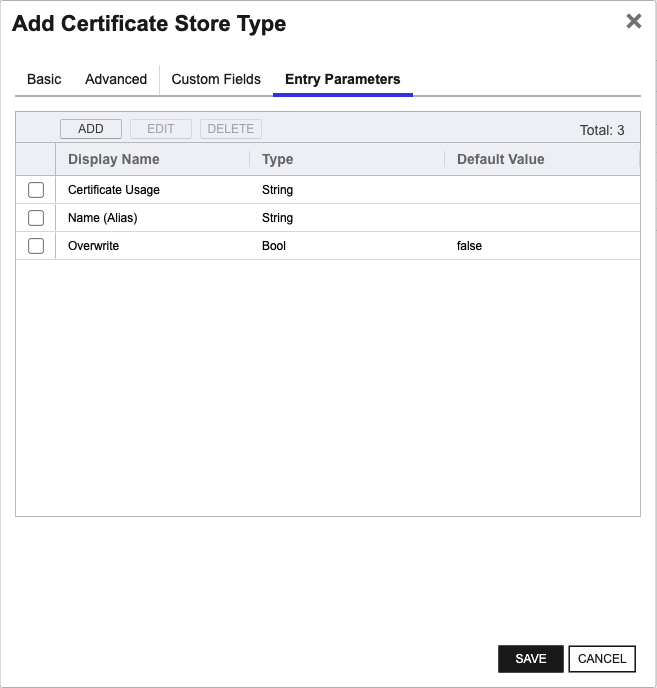 Add Certificate Store Type
Basic Advanced Custom Fields Entry Parameters
ADD EDIT DELETE Total: 3
Display Name Type Default Value
Certificate Usage String
Name (Alias) String
Overwrite Bool false
SAVE CANCEL